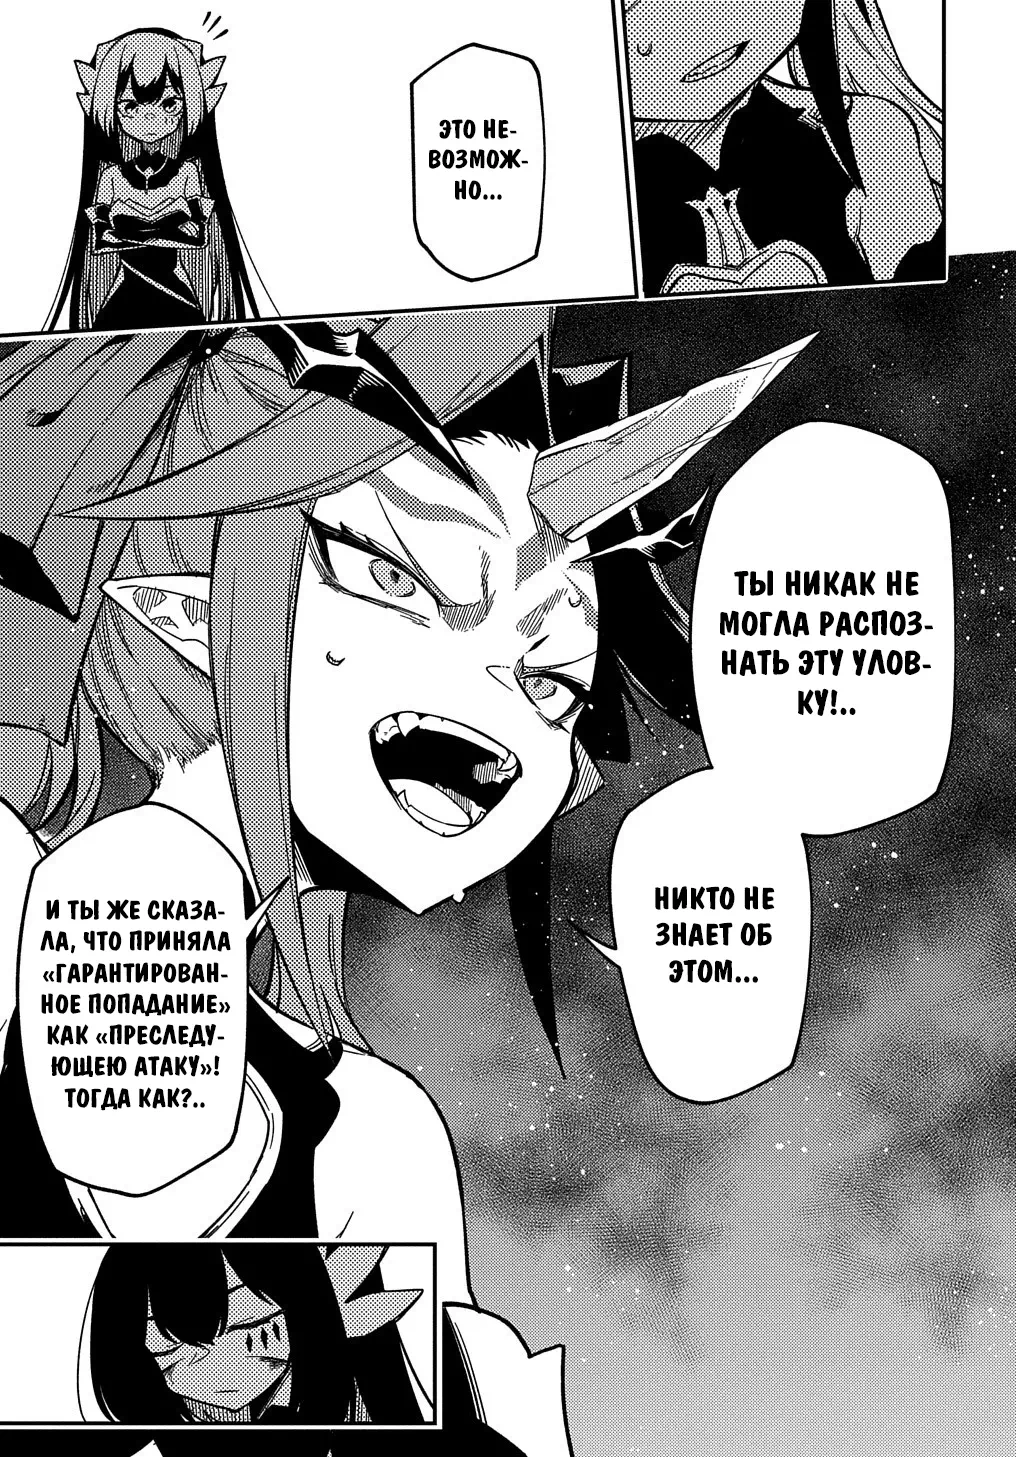 ЭТО НЕ-
ВОЗМОЖ-
НО...
ТЫ НИКАК НЕ
МОГЛА РАСПОЗ-
НАТЬ ЭТУ УЛОВ-
КУ!..
НИКТО НЕ
ЗНАЕТ ОБ
ЭТОМ...
И ТЫ ЖЕ СКАЗА-
ЛА, ЧТО ПРИНЯЛА
«ГАРАНТИРОВАН-
НОЕ ПОПАДАНИЕ»
КАК «ПРЕСЛЕДУ-
ЮЩЕЮ АТАКУ»!
ТОГДА КАК?..